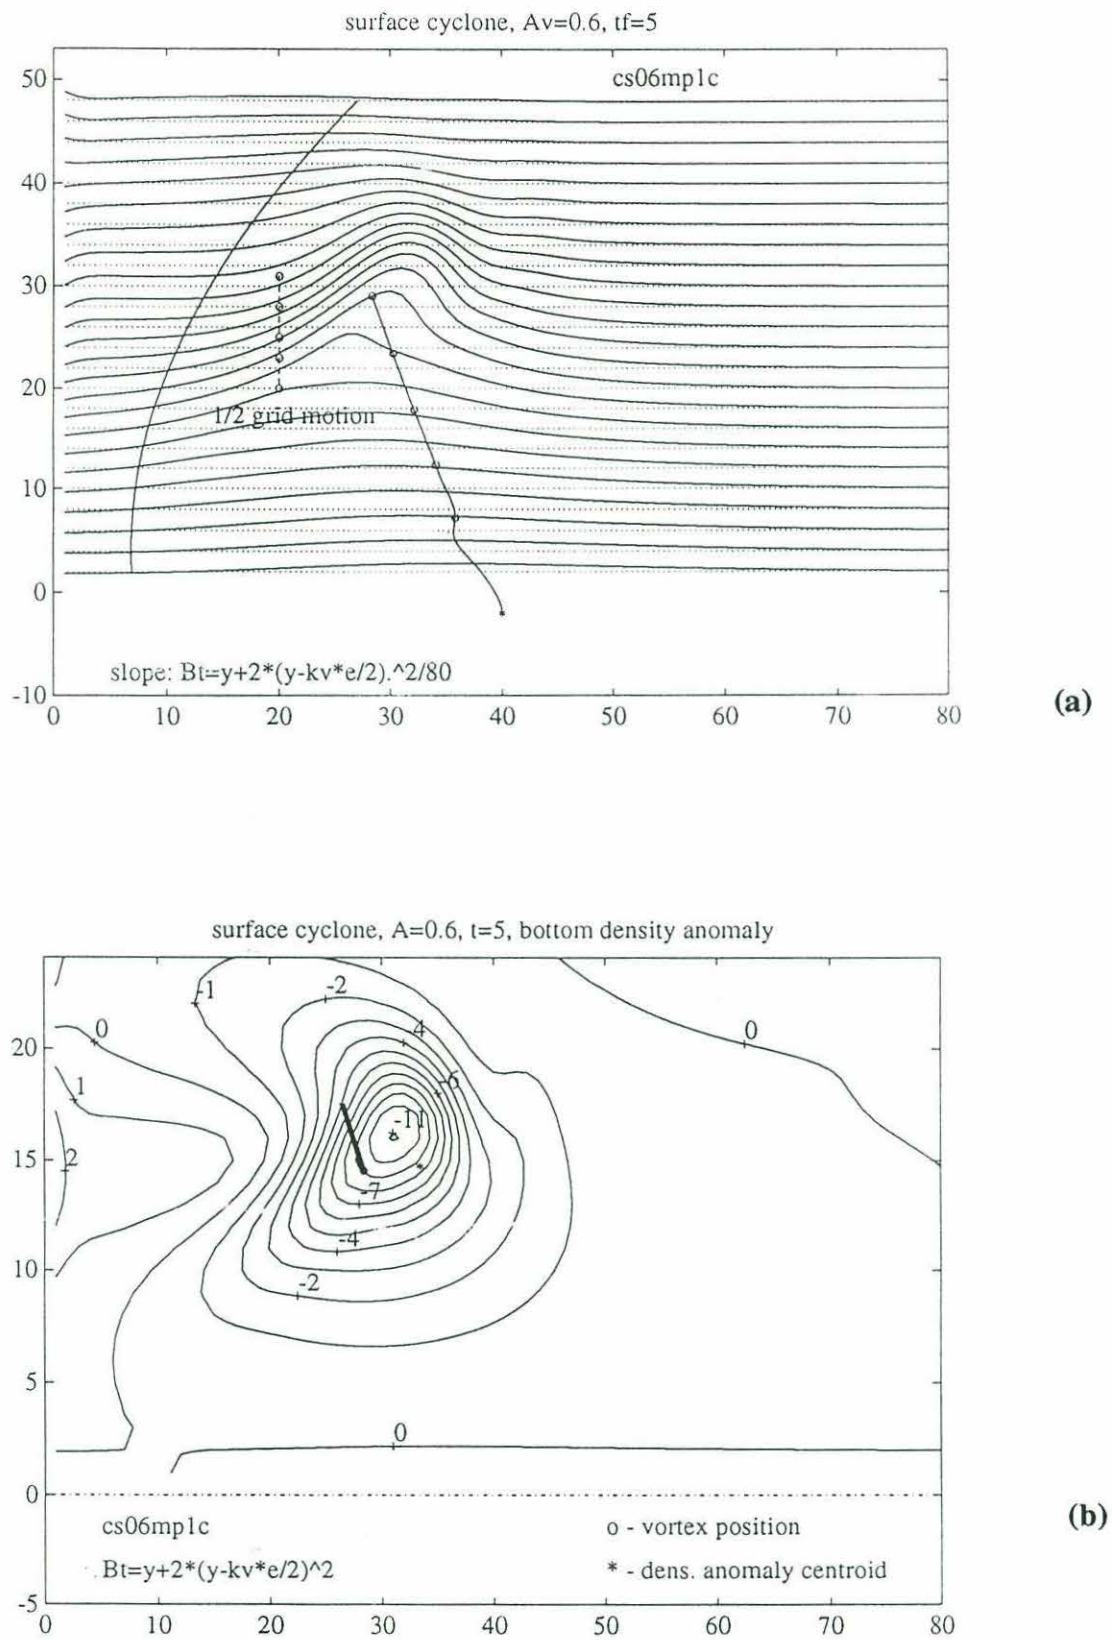 surface cyclone, Av=0.6, tf=5
cs06mp1c
50
40
30
20
10
0
-10
1/2 grid motion
slope: Bt=y+2*(y-kv*e/2).^2/80
0 10 20 30 40 50 60 70 80
(a)
surface cyclone, A=0.6, t=5, bottom density anomaly
-1
-2
0
-4
0
20
1
-6
-11
2
15
-7
-4
10
-2
5
0
0
cs06mp1c
o - vortex position
(b)
Bt=y+2*(y-kv*e/2)^2
* - dens. anomaly centroid
-5
0 10 20 30 40 50 60 70 80